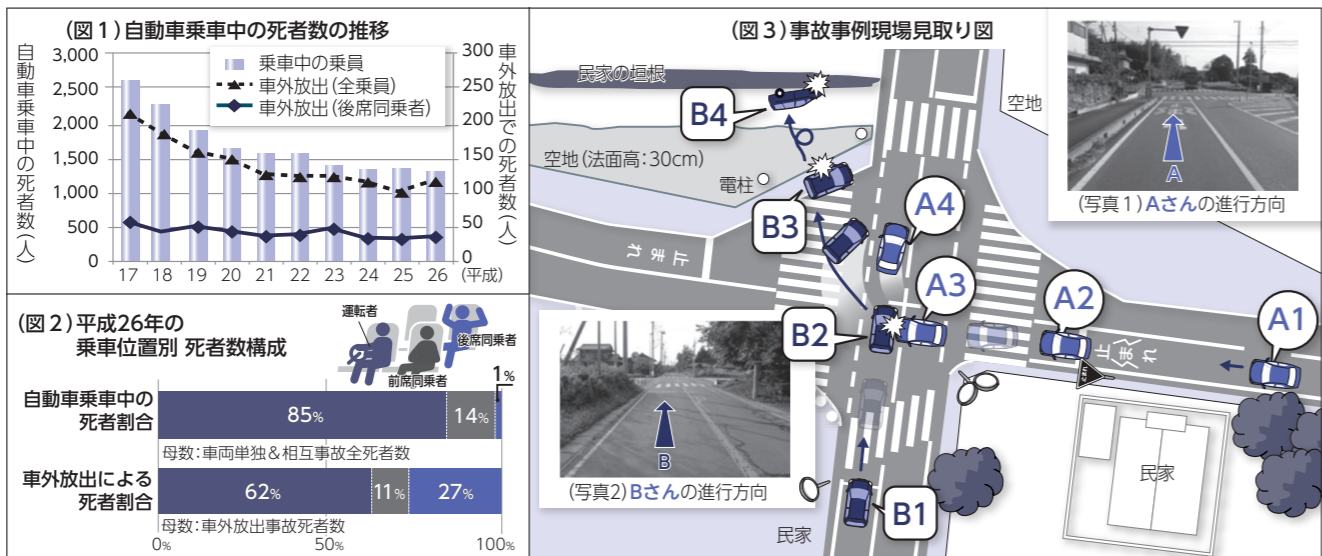 (図1)自動車乗車中の死者数の推移
自動車乗車中の死者数(人)
3,000
2,500
2,000
1,500
1,000
500
0
乗車中の乗員
車外放出(全乗員)
車外放出(後席同乗者)
300
250
200
150
100
50
0
車外放出での死者数(人)
17 18 19 20 21 22 23 24 25 26 (平成)
(図2)平成26年の
乗車位置別 死者数構成
運転者
前席同乗者
後席同乗者
1%
自動車乗車中の
死者割合
85% 14%
母数:車両単独&相互事故全死者数
車外放出による
死者割合
62% 11% 27%
母数:車外放出事故死者数
0% 50% 100%
(図3)事故事例現場見取り図
民家の垣根
B4
空地
空地(法面高:30cm)
電柱
B3
A4
止まれ
A3
A2
A1
B2
止まれ
B1
民家
民家
A
(写真1)Aさんの進行方向
B
(写真2)Bさんの進行方向